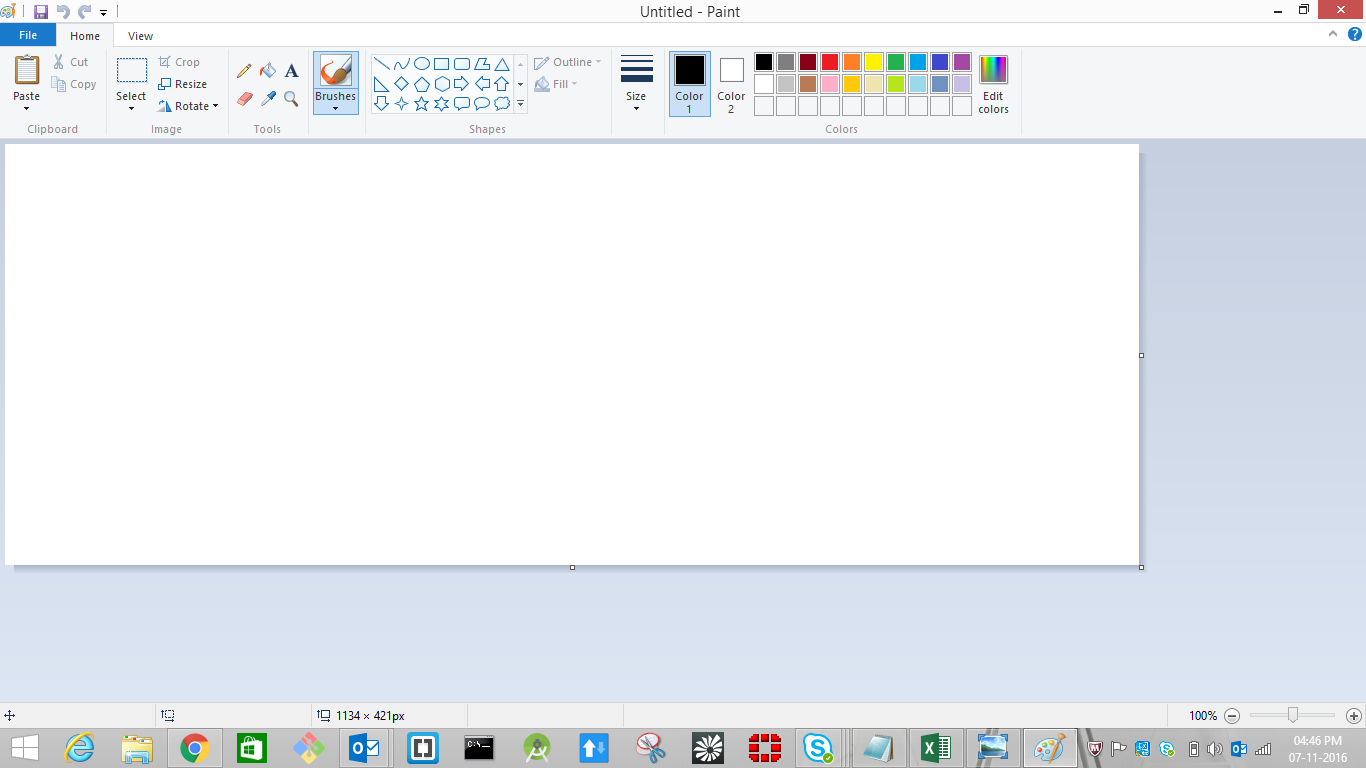 Untitled - Paint
File Home View
Paste
Cut
Copy
Clipboard
Select
Crop
Resize
Rotate
Image
A
Tools
Brushes
Shapes
Outline
Fill
Size
Color
1
Color
2
Colors
Edit
colors
1134 × 421px
100%
04:46 PM
07-11-2016